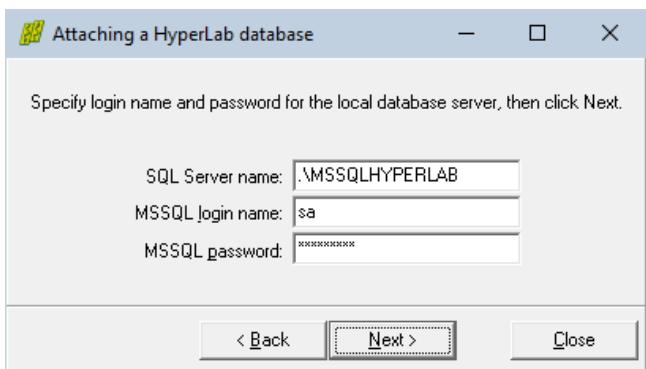 Attaching a HyperLab database
Specify login name and password for the local database server, then click Next.
SQL Server name: .\MSSQLHYPERLAB
MSSQL login name: sa
MSSQL password: *********
< Back Next > Close